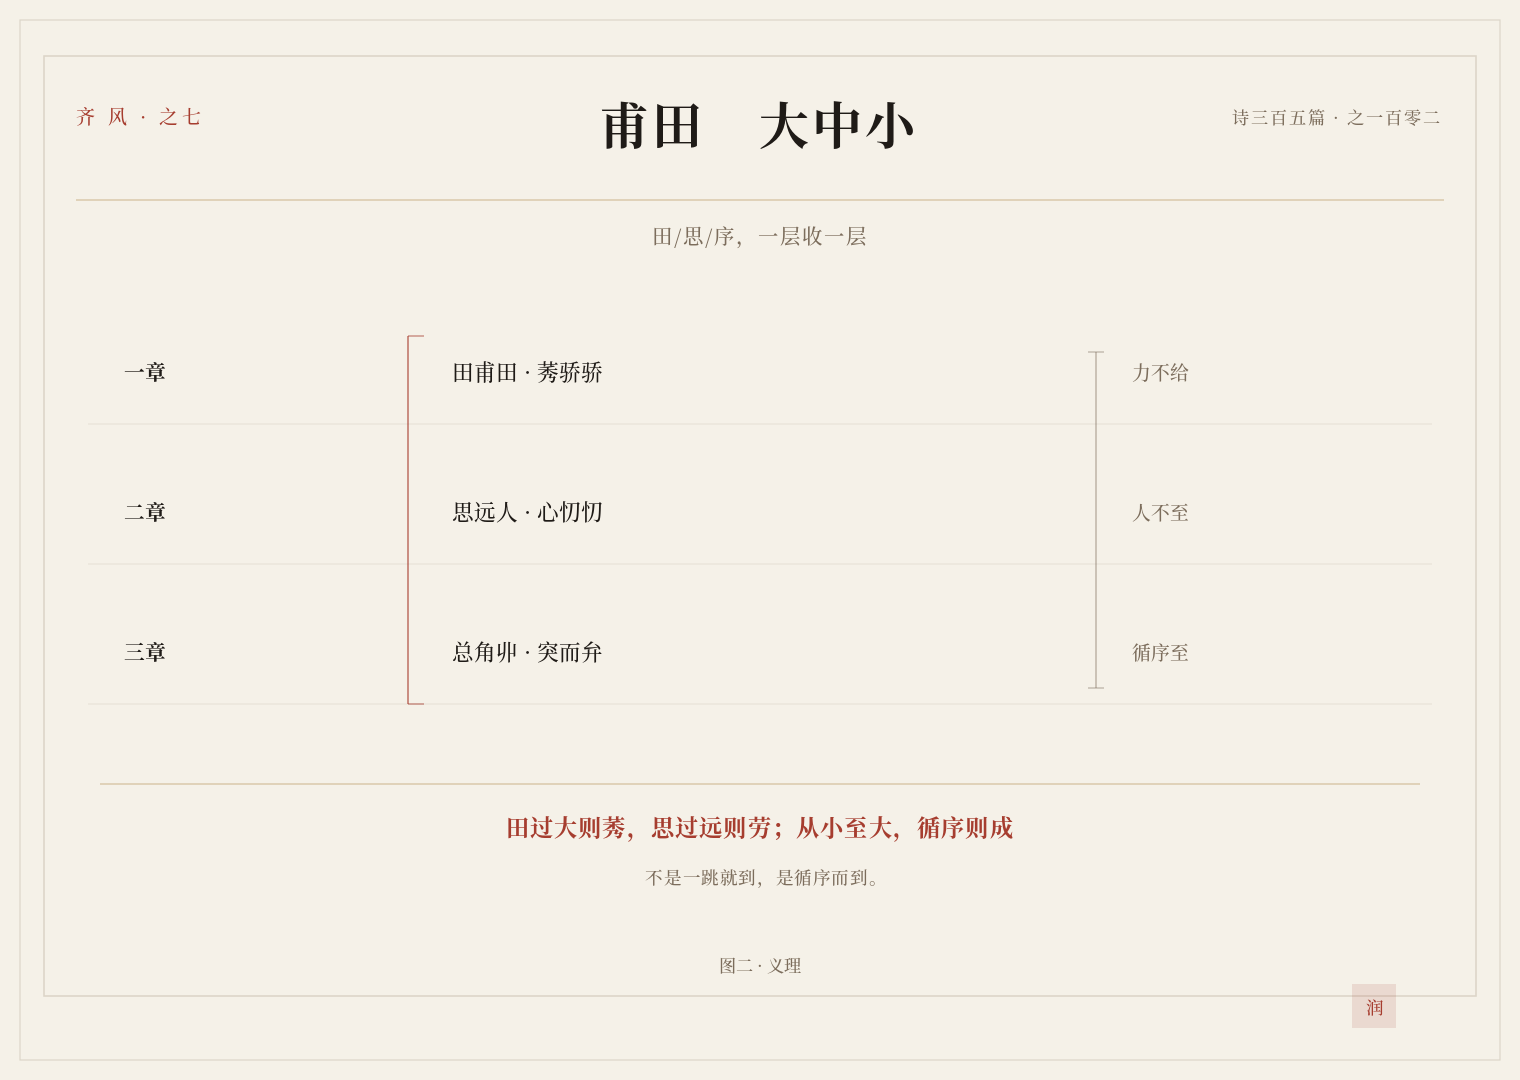 齐风·之七
甫田 大中小
诗三百五篇·之一百零二
田/思/序，一层收一层
一章 田甫田·莠骄骄 力不给
二章 思远人·心忉忉 人不至
三章 总角丱·突而弁 循序至
田过大则莠，思过远则劳；从小至大，循序则成
不是一跳就到，是循序而到。
图二·义理
润